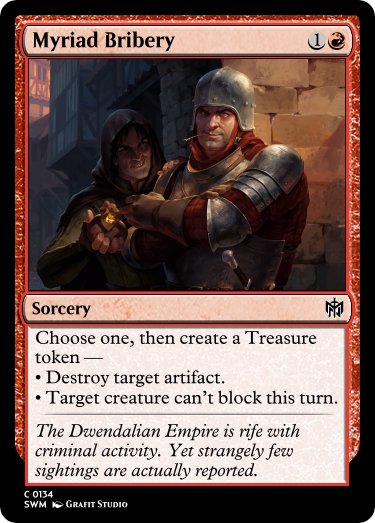 Myriad Bribery 1
Sorcery
Choose one, then create a Treasure
token —
• Destroy target artifact.
• Target creature can't block this turn.
The Dwendalian Empire is rife with
criminal activity. Yet strangely few
sightings are actually reported.
C 0134
SWM Grafit Studio